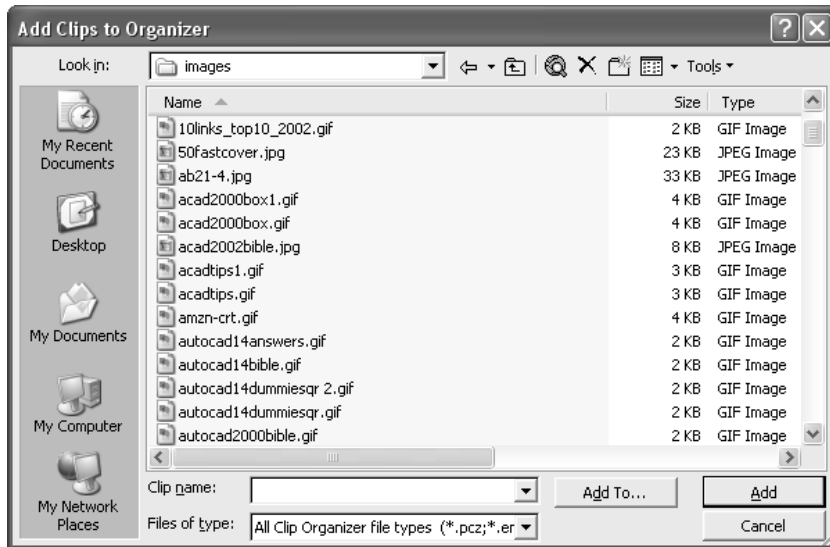 Add Clips to Organizer
Look in: images Tools
Name Size Type
10links_top10_2002.gif 2 KB GIF Image
50fastcover.jpg 23 KB JPEG Image
ab21-4.jpg 33 KB JPEG Image
acad2000box1.gif 4 KB GIF Image
acad2000box.gif 4 KB GIF Image
acad2002bible.jpg 8 KB JPEG Image
acadtips1.gif 3 KB GIF Image
acadtips.gif 3 KB GIF Image
amzn-crt.gif 4 KB GIF Image
autocad14answers.gif 2 KB GIF Image
autocad14bible.gif 2 KB GIF Image
autocad14dummiesqr 2.gif 2 KB GIF Image
autocad14dummiesqr.gif 2 KB GIF Image
autocad2000bible.gif 2 KB GIF Image
My Recent
Documents
Desktop
My Documents
My Computer
My Network
Places
Clip name: Add To... Add
Files of type: All Clip Organizer file types (*.pcz;*.er Cancel